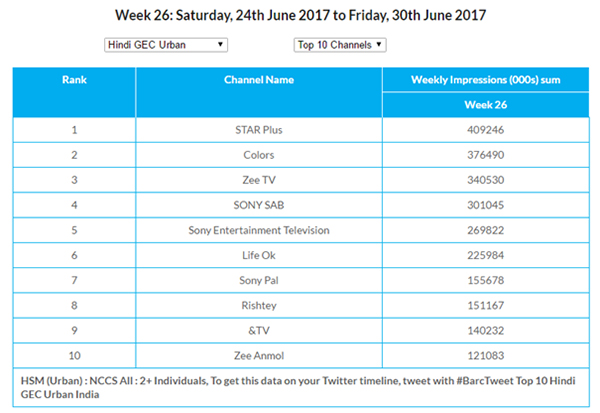 Week 26: Saturday, 24th June 2017 to Friday, 30th June 2017
Hindi GEC Urban Top 10 Channels
Rank Channel Name Weekly Impressions (000s) sum
Week 26
1 STAR Plus 409246
2 Colors 376490
3 Zee TV 340530
4 SONY SAB 301045
5 Sony Entertainment Television 269822
6 Life Ok 225984
7 Sony Pal 155678
8 Rishtey 151167
9 &TV 140232
10 Zee Anmol 121083
HSM (Urban) : NCCS All : 2+ Individuals, To get this data on your Twitter timeline, tweet with #BarcTweet Top 10 Hindi
GEC Urban India